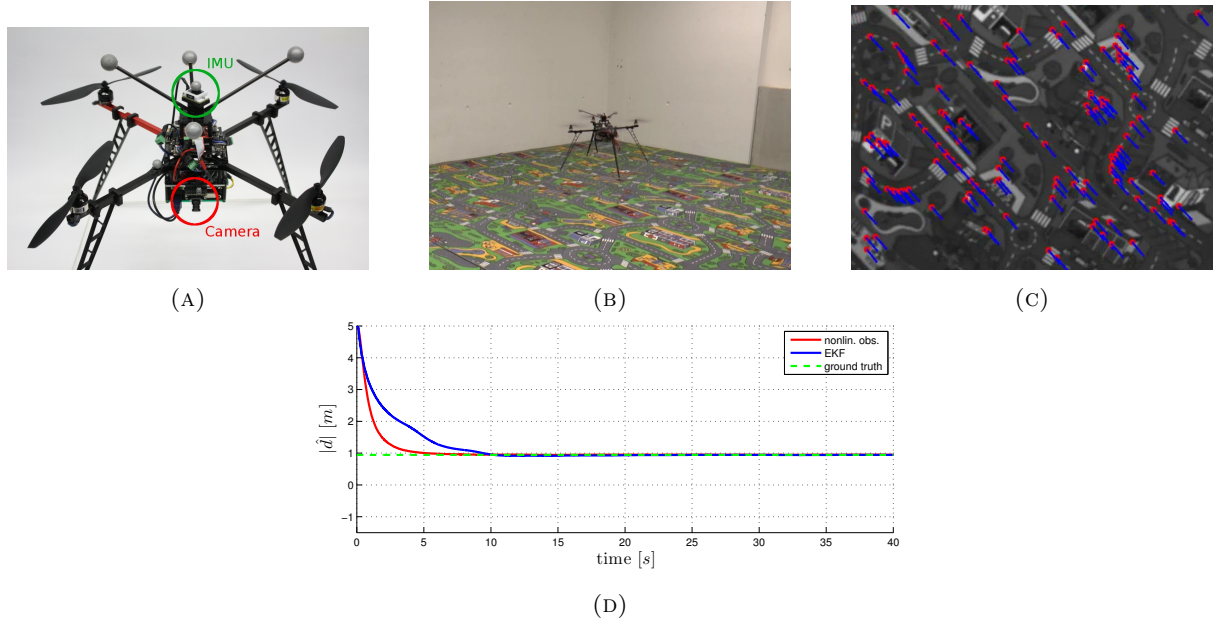 IMU
Camera
P
(A)
(B)
(C)
5
4
3
2
1
0
−1
|d̂| [m]
nonlin. obs.
EKF
ground truth
0 5 10 15 20 25 30 35 40
time [s]
(D)